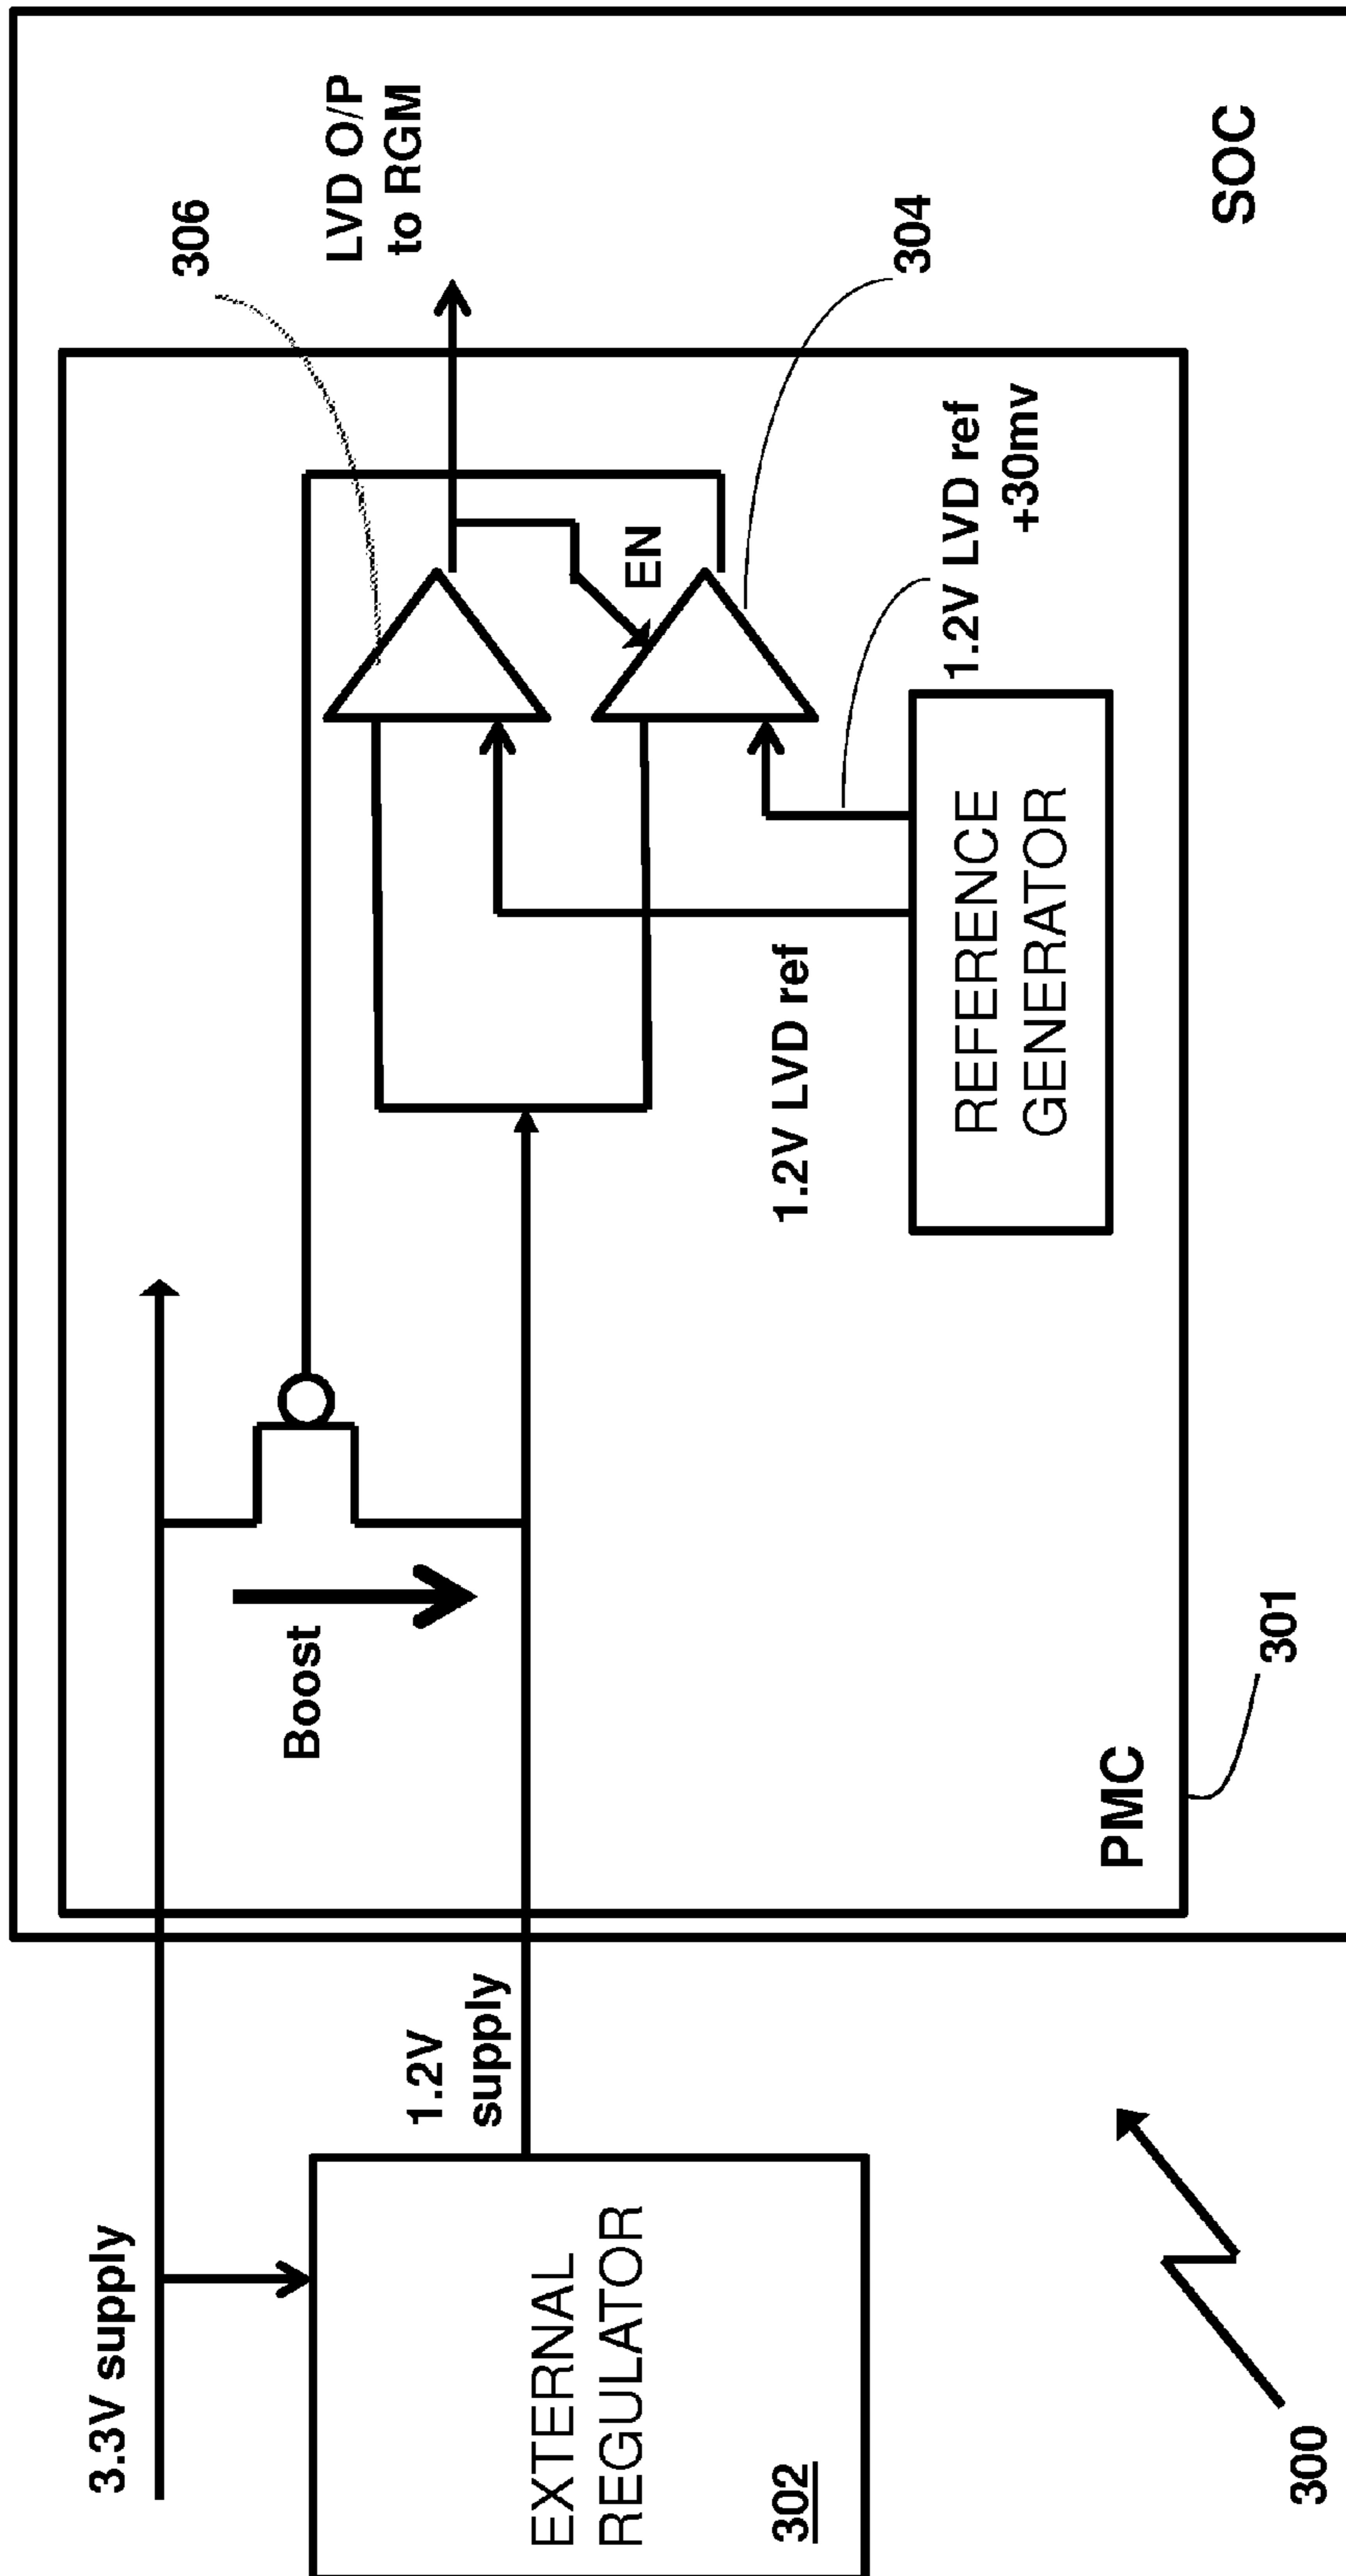 3.3V supply
EXTERNAL
REGULATOR
302
1.2V
supply
300
Boost
PMC
301
1.2V LVD ref
REFERENCE
GENERATOR
1.2V LVD ref
+30mv
EN
306
304
LVD O/P
to RGM
SOC